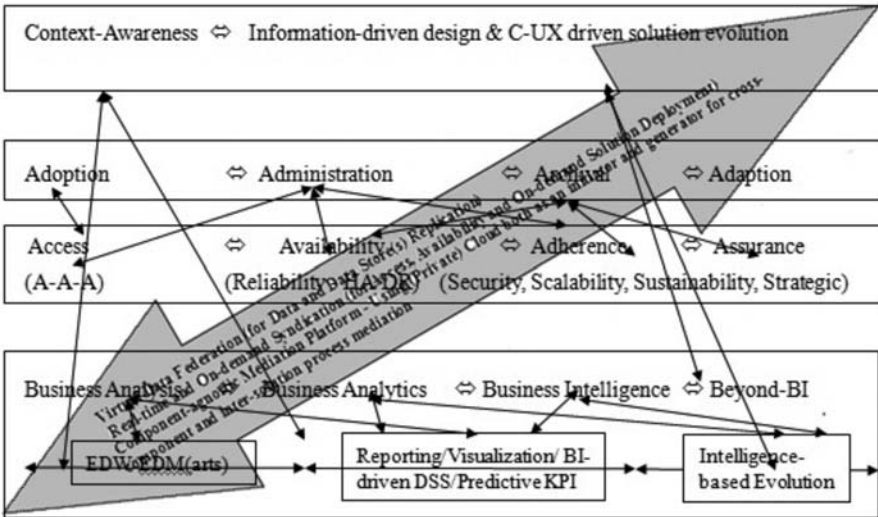 Context-Awareness ⇔ Information-driven design & C-UX driven solution evolution
Adoption ⇔ Administration ⇔ Archival ⇔ Adaption
Access ⇔ Availability ⇔ Adherence ⇔ Assurance
(A-A-A) (Reliability, HA-DR) (Security, Scalability, Sustainability, Strategic)
Virtual Data Federation (for Data and Data Store(s) Replication)
Real-time and On-demand Syndication (for Access, Availability and On-demand Solution Deployment)
Component-agnostic Mediation Platform - Using (Private) Cloud both as an initiator and generator for cross-
component and inter-solution process mediation
Business Analysis Business Analytics ⇔ Business Intelligence ⇔ Beyond-BI
EDW-EDM(arts)
Reporting/Visualization/ BI-
driven DSS/Predictive KPI
Intelligence-
based Evolution